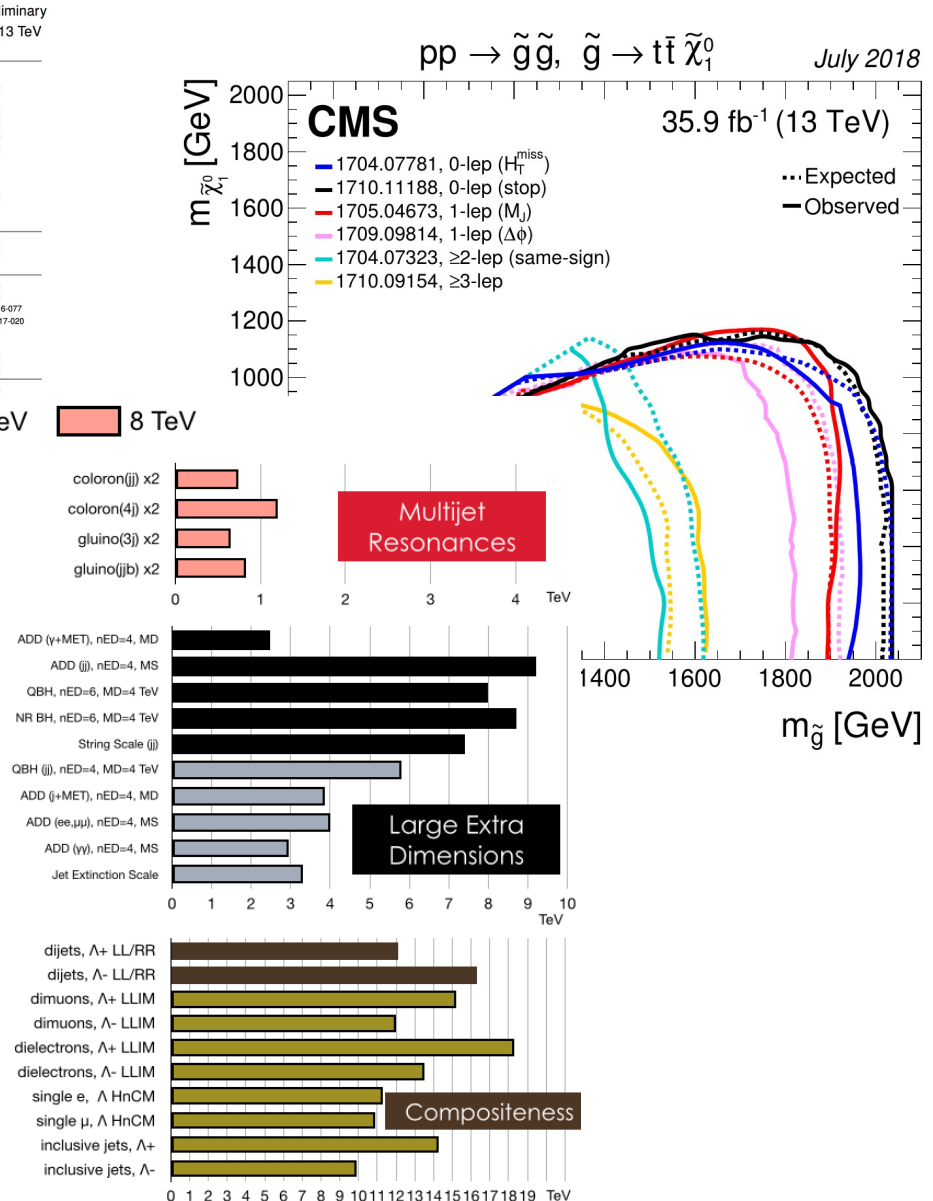 liminary
13 TeV
6-077
17-020
eV
8 TeV
pp → g̃ g̃, g̃ → t t̄ χ̃⁰₁
July 2018
m χ̃⁰₁ [GeV]
CMS
35.9 fb⁻¹ (13 TeV)
1704.07781, 0-lep (H_T^miss)
1710.11188, 0-lep (stop)
1705.04673, 1-lep (M_J)
1709.09814, 1-lep (Δϕ)
1704.07323, ≥2-lep (same-sign)
1710.09154, ≥3-lep
Expected
Observed
2000
1800
1600
1400
1200
1000
1400 1600 1800 2000
m g̃ [GeV]
coloron(jj) x2
coloron(4j) x2
gluino(3j) x2
gluino(jjb) x2
Multijet
Resonances
0 1 2 3 4 TeV
ADD (γ+MET), nED=4, MD
ADD (jj), nED=4, MS
QBH, nED=6, MD=4 TeV
NR BH, nED=6, MD=4 TeV
String Scale (jj)
QBH (jj), nED=4, MD=4 TeV
ADD (j+MET), nED=4, MD
ADD (ee,μμ), nED=4, MS
ADD (γγ), nED=4, MS
Jet Extinction Scale
Large Extra
Dimensions
0 1 2 3 4 5 6 7 8 9 10
TeV
dijets, Λ+ LL/RR
dijets, Λ- LL/RR
dimuons, Λ+ LLIM
dimuons, Λ- LLIM
dielectrons, Λ+ LLIM
dielectrons, Λ- LLIM
single e, Λ HnCM
single μ, Λ HnCM
inclusive jets, Λ+
inclusive jets, Λ-
Compositeness
0 1 2 3 4 5 6 7 8 9 10 11 12 13 14 15 16 17 18 19 TeV